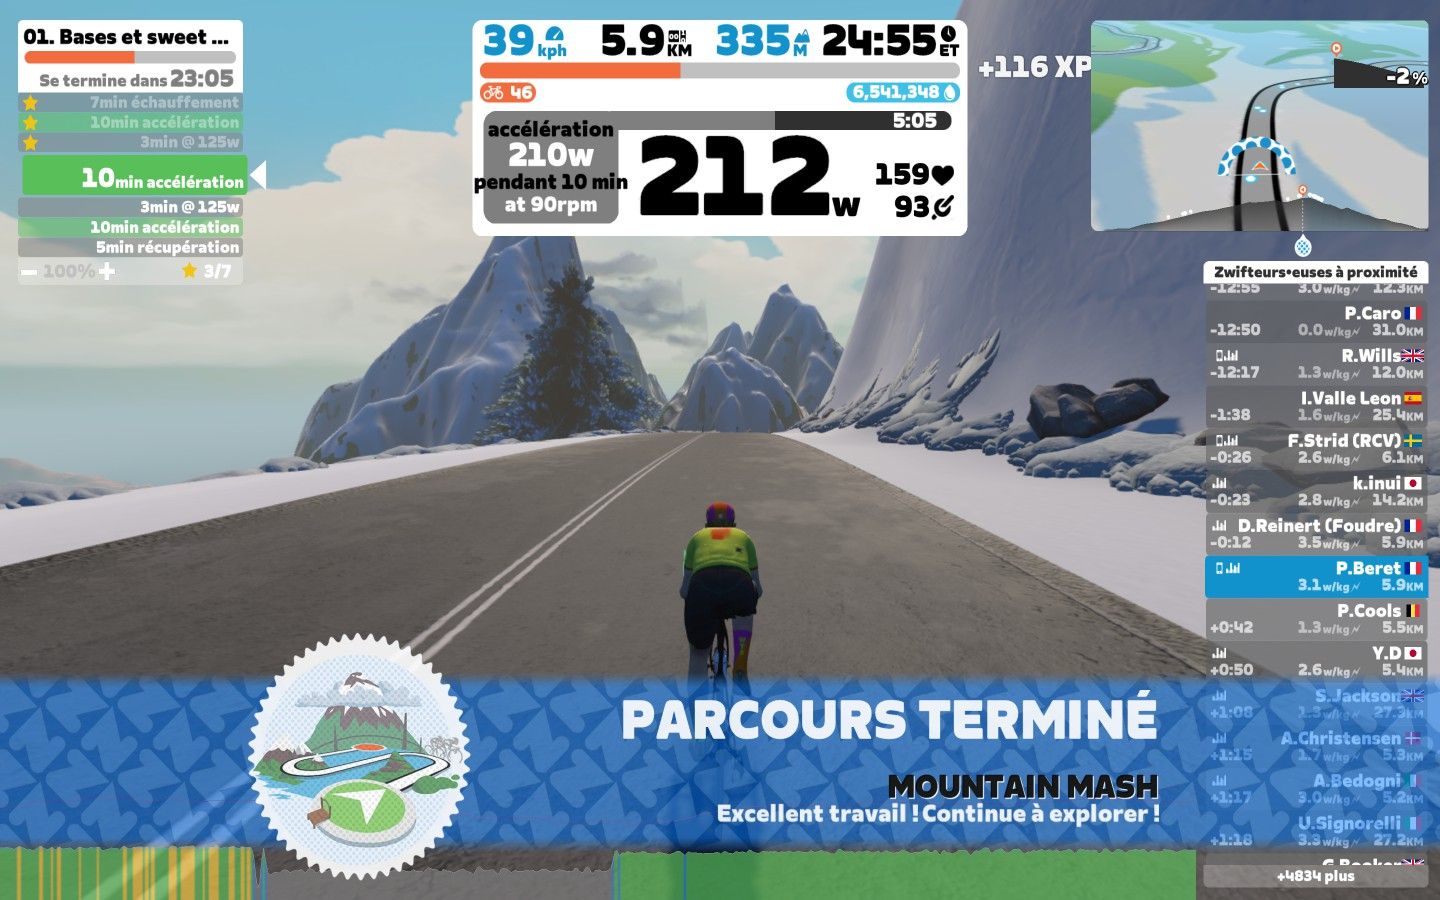 01. Bases et sweet ...
Se termine dans 23:05
7min échauffement
10min accélération
3min @ 125w
10min accélération
3min @ 125w
10min accélération
5min récupération
100%
3/7
39 kph 5.9 KM 335 M 24:55 ET
46
6,541,348
5:05
accélération
210w
pendant 10 min
at 90rpm
212w
159
93
+116 XP
-2%
Zwifteurs•euses à proximité
-12:55 3.0w/kg 12.3KM
P.Caro
-12:50 0.0w/kg 31.0KM
R.Wills
-12:17 1.3w/kg 12.0KM
I.Valle Leon
-1:38 1.6w/kg 25.4KM
F.Strid (RCV)
-0:26 2.6w/kg 6.1KM
k.inui
-0:23 2.8w/kg 14.2KM
D.Reinert (Foudre)
-0:12 3.5w/kg 5.9KM
P.Beret
3.1w/kg 5.9KM
P.Cools
+0:42 1.3w/kg 5.5KM
Y.D
+0:50 2.6w/kg 5.4KM
S.Jackson
+1:08 27.3KM
A.Christensen
+1:15 1.7w/kg 5.3KM
A.Bedogni
+1:17 3.0w/kg 5.2KM
U.Signorelli
+1:18 3.3w/kg 27.2KM
+4834 plus
PARCOURS TERMINÉ
MOUNTAIN MASH
Excellent travail ! Continue à explorer !